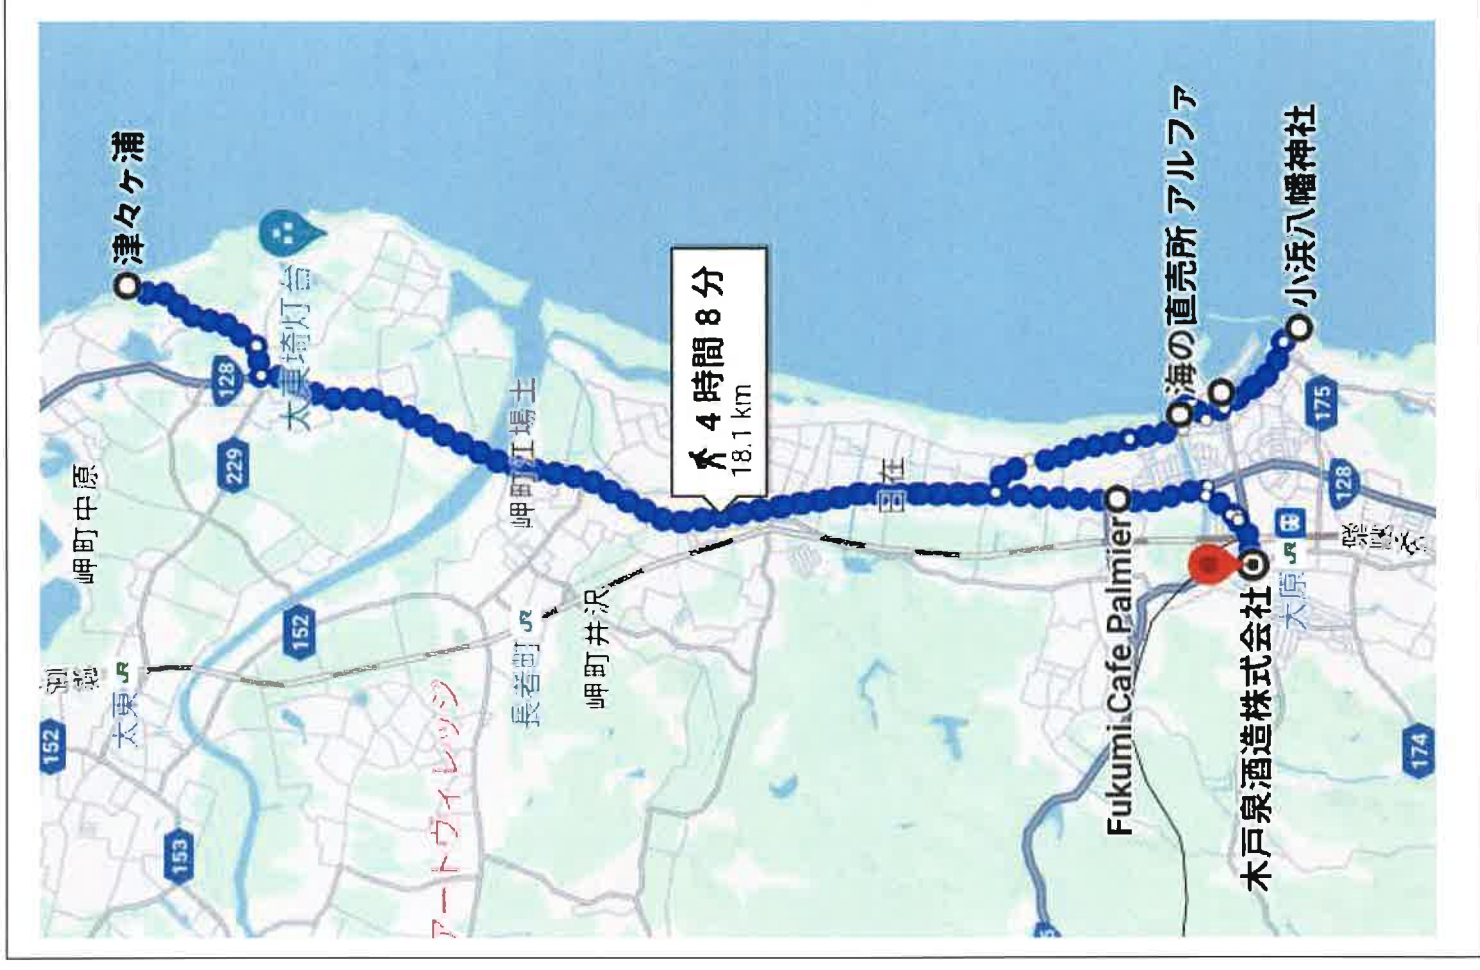 津々ヶ浦
太東埼灯台
128
229
岬町中原
岬町江場土
152
太東
JR
152
153
長者町
JR
岬町井沢
アートヴィレッジ
4 時間 8 分
18.1 km
海の直売所 アルファ
小浜八幡神社
175
128
Fukumi Cafe Palmier
木戸泉酒造株式会社
大原
JR
174